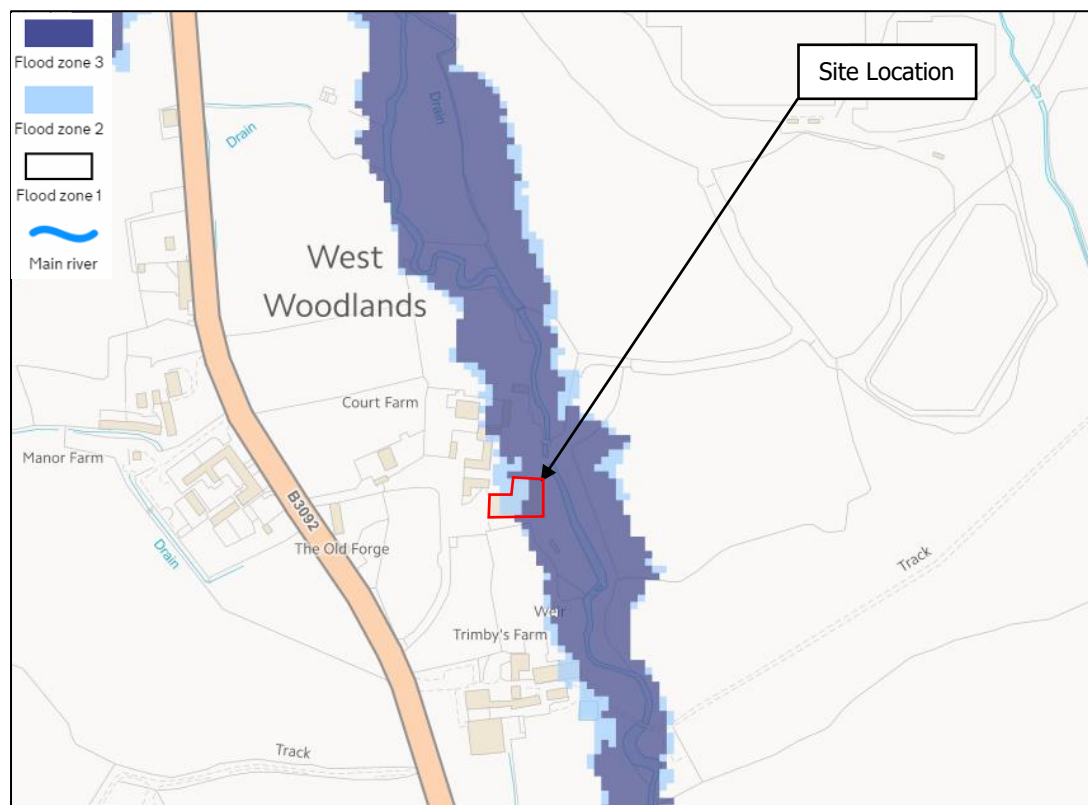 Flood zone 3
Flood zone 2
Flood zone 1
Main river
Site Location
Drain
Drain
West
Woodlands
Court Farm
Manor Farm
B3092
The Old Forge
Drain
Track
Weir
Trimby's Farm
Track